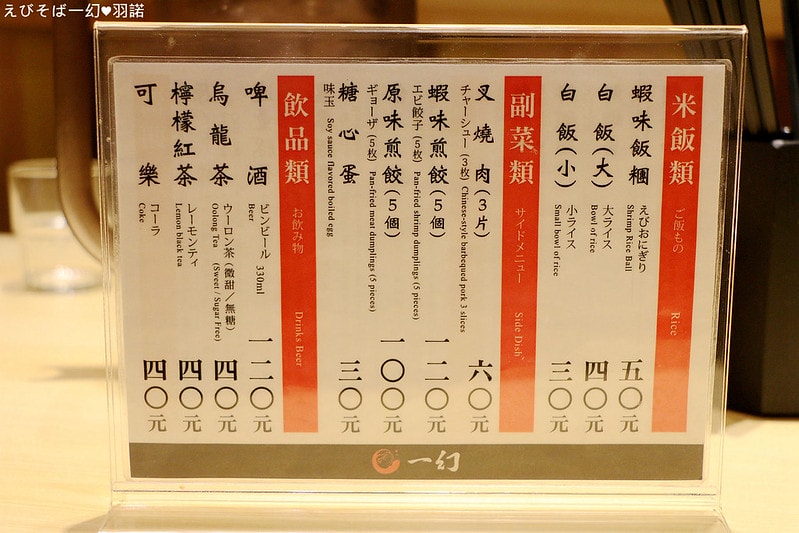 えびそば一幻♥羽諾
米飯類 ご飯もの Rice
蝦味飯糰 えびおにぎり 五〇元
Shrimp Rice Ball
白飯(大) 大ライス 四〇元
Bowl of rice
白飯(小) 小ライス 三〇元
Small bowl of rice
副菜類 サイドメニュー Side Dish
叉燒肉(3片) 六〇元
チャーシュー(3枚) Chinese-style barbequed pork 3 slices
蝦味煎餃(5個) 一二〇元
エビ餃子(5枚) Pan-fried shrimp dumplings (5 pieces)
原味煎餃(5個) 一〇〇元
ギョーザ(5枚) Pan-fried meat dumplings (5 pieces)
糖心蛋 三〇元
味玉 Soy sauce flavored boiled egg
飲品類 お飲み物 Drinks Beer
啤酒 ビンビール 330ml 一二〇元
Beer
烏龍茶 ウーロン茶(微甜/無糖) 四〇元
Oolong Tea (Sweet / Sugar Free)
檸檬紅茶 レーモンティ 四〇元
Lemon black tea
可樂 コーラ 四〇元
Coke
一幻